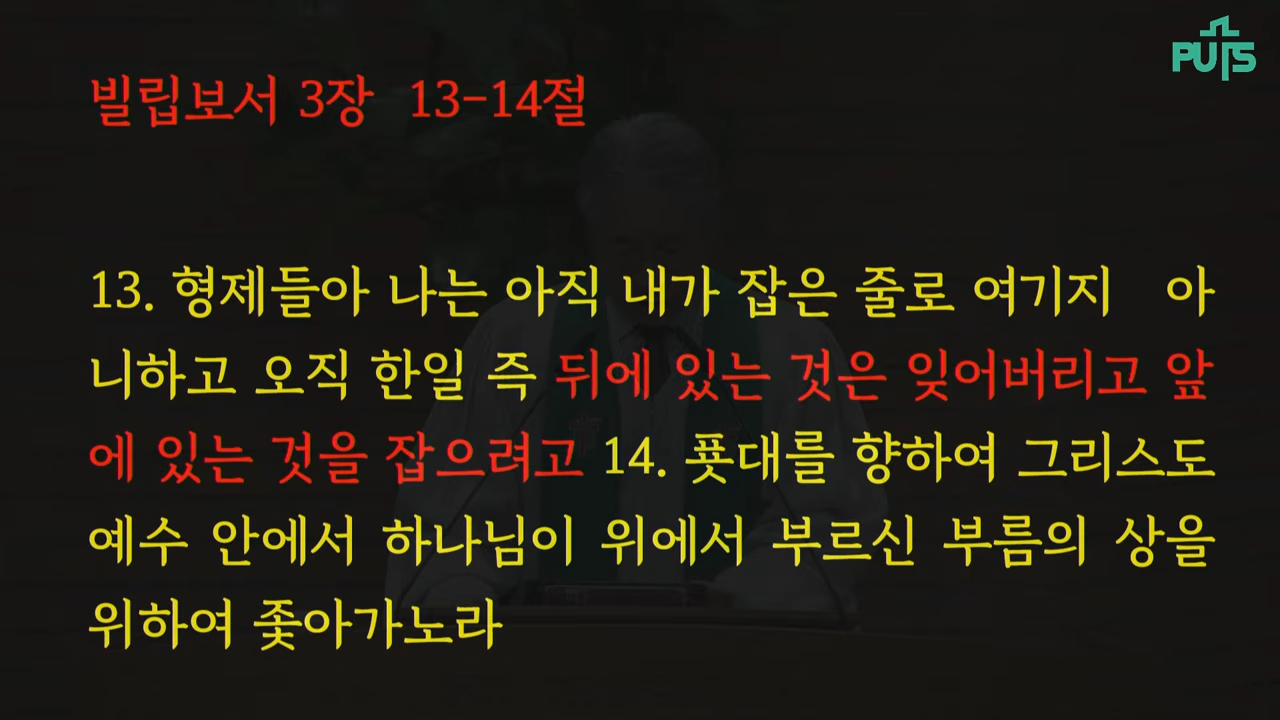 PUTS
빌립보서 3장 13-14절
13. 형제들아 나는 아직 내가 잡은 줄로 여기지 아
니하고 오직 한일 즉 뒤에 있는 것은 잊어버리고 앞
에 있는 것을 잡으려고 14. 푯대를 향하여 그리스도
예수 안에서 하나님이 위에서 부르신 부름의 상을
위하여 좇아가노라